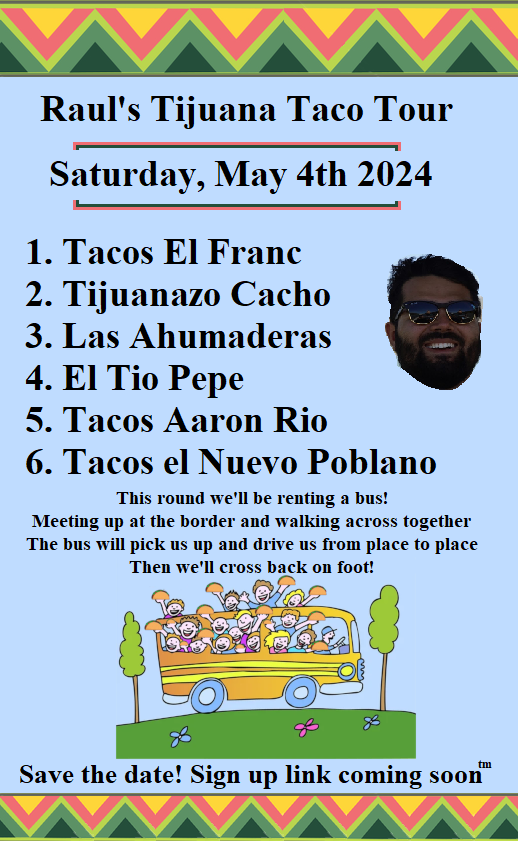 Raul's Tijuana Taco Tour
Saturday, May 4th 2024
1. Tacos El Franc
2. Tijuanazo Cacho
3. Las Ahumaderas
4. El Tio Pepe
5. Tacos Aaron Rio
6. Tacos el Nuevo Poblano
This round we'll be renting a bus!
Meeting up at the border and walking across together
The bus will pick us up and drive us from place to place
Then we'll cross back on foot!
Save the date! Sign up link coming soon tm